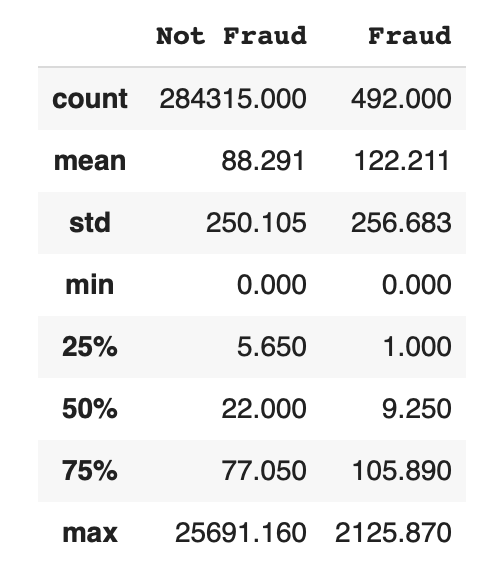 Not Fraud Fraud
count 284315.000 492.000
mean 88.291 122.211
std 250.105 256.683
min 0.000 0.000
25% 5.650 1.000
50% 22.000 9.250
75% 77.050 105.890
max 25691.160 2125.870